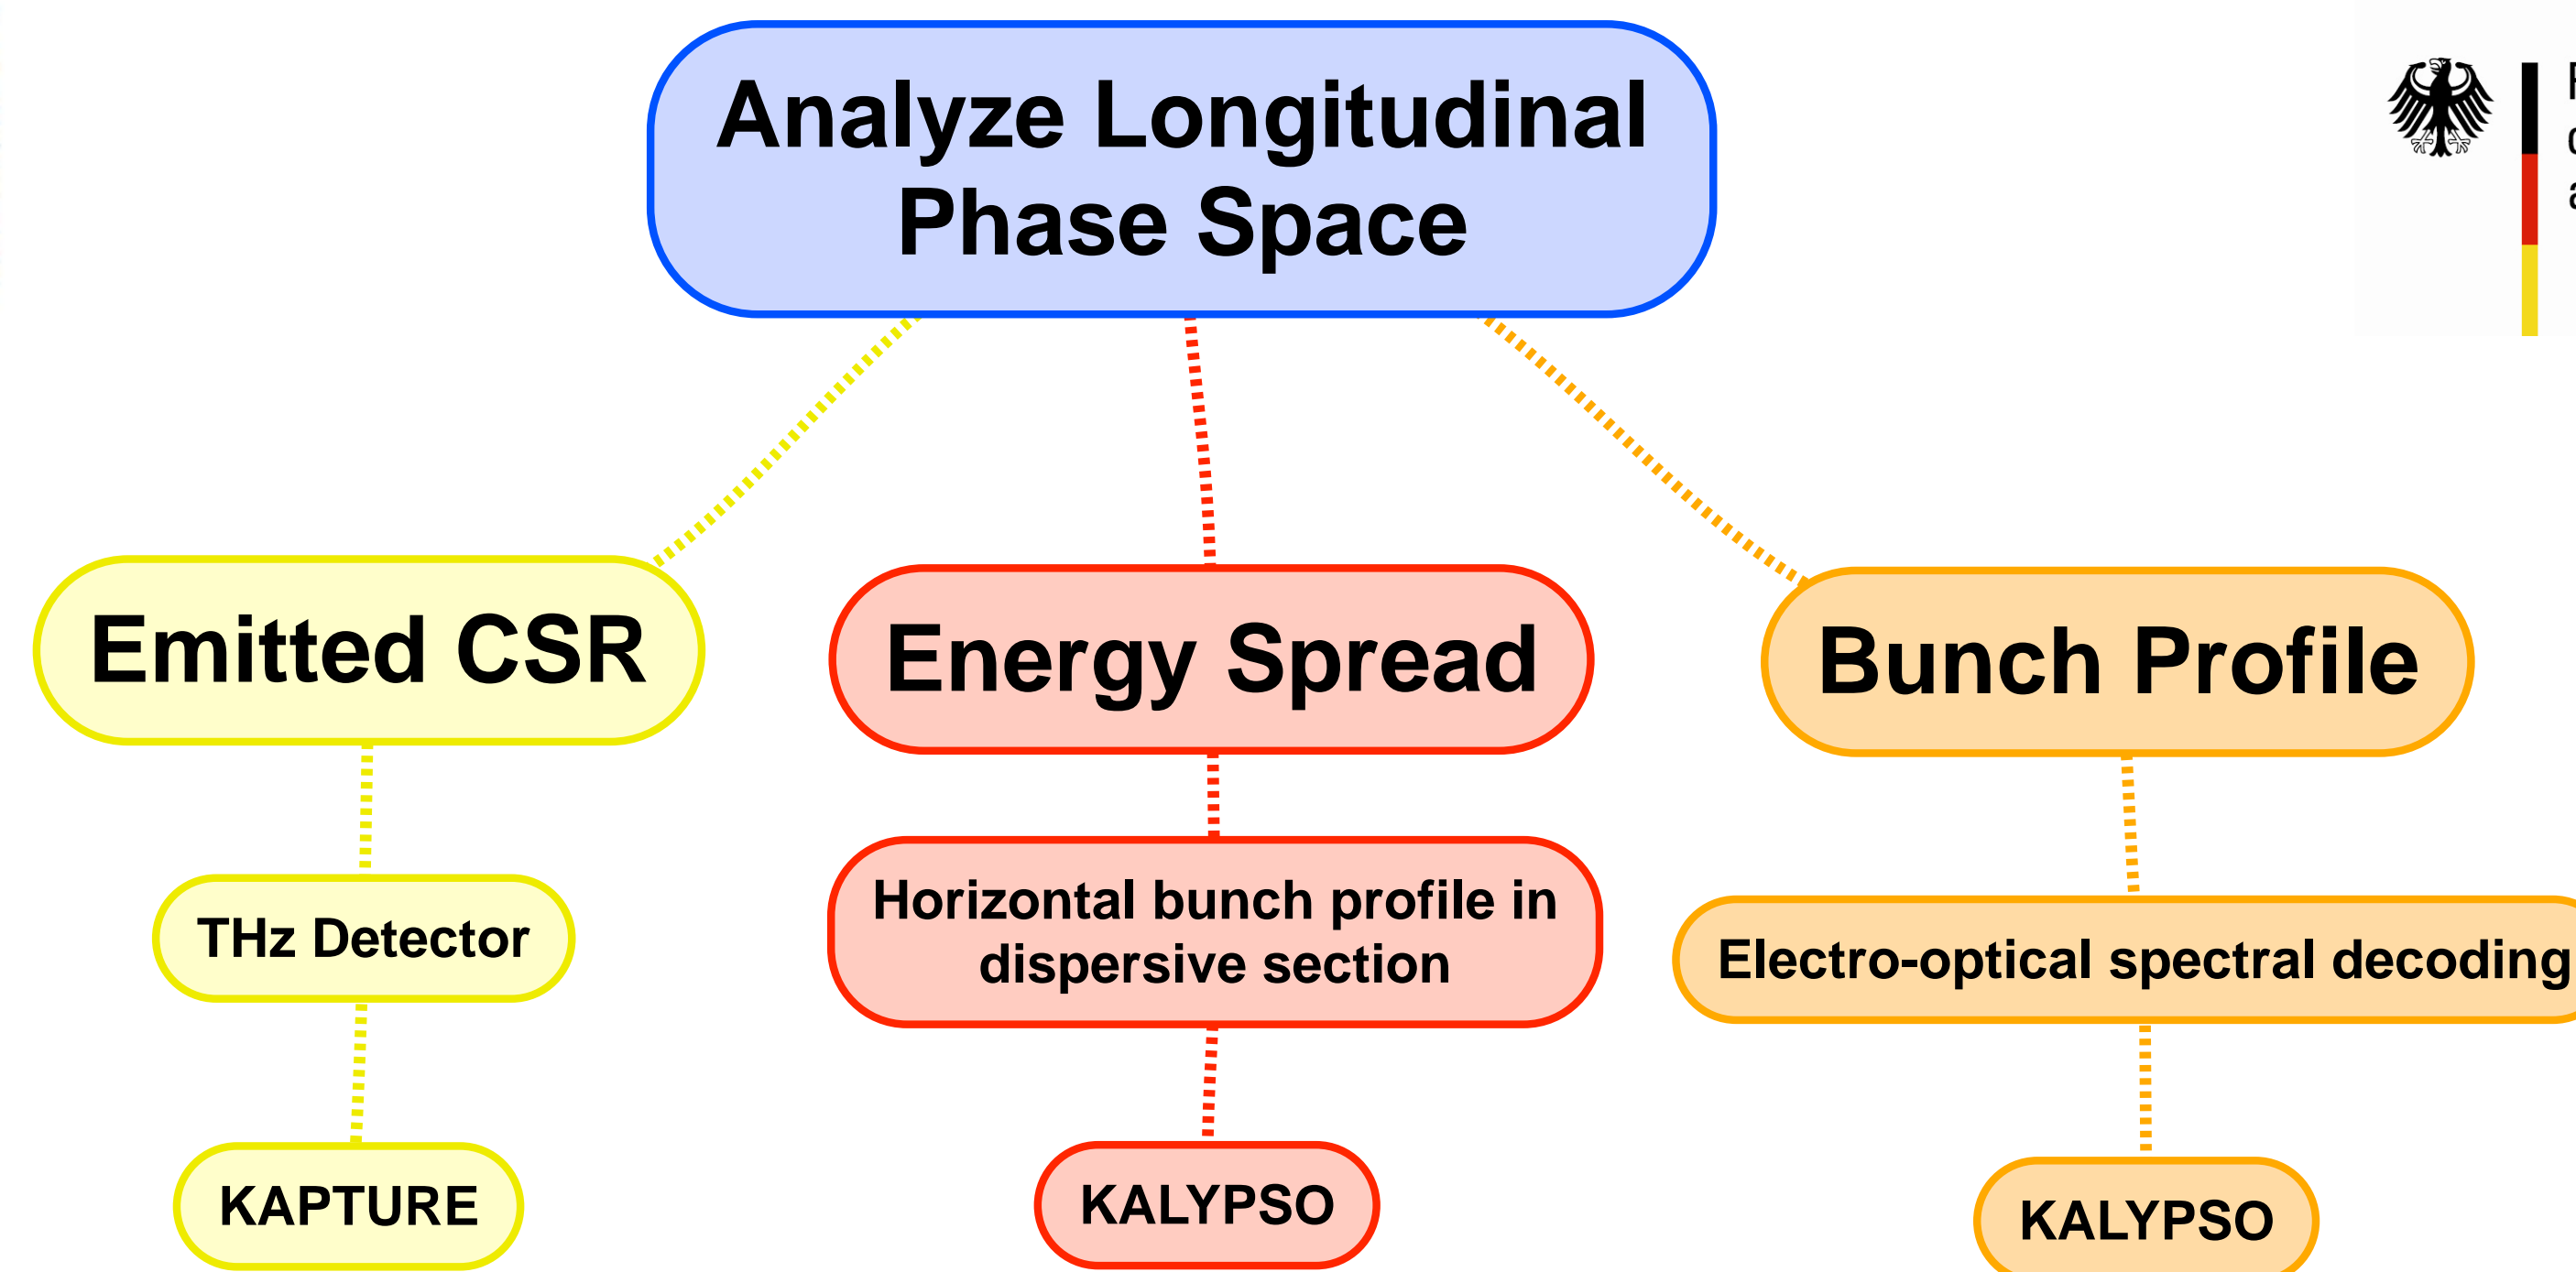 Analyze Longitudinal
Phase Space
Emitted CSR
Energy Spread
Bunch Profile
THz Detector
Horizontal bunch profile in
dispersive section
Electro-optical spectral decoding
KAPTURE
KALYPSO
KALYPSO